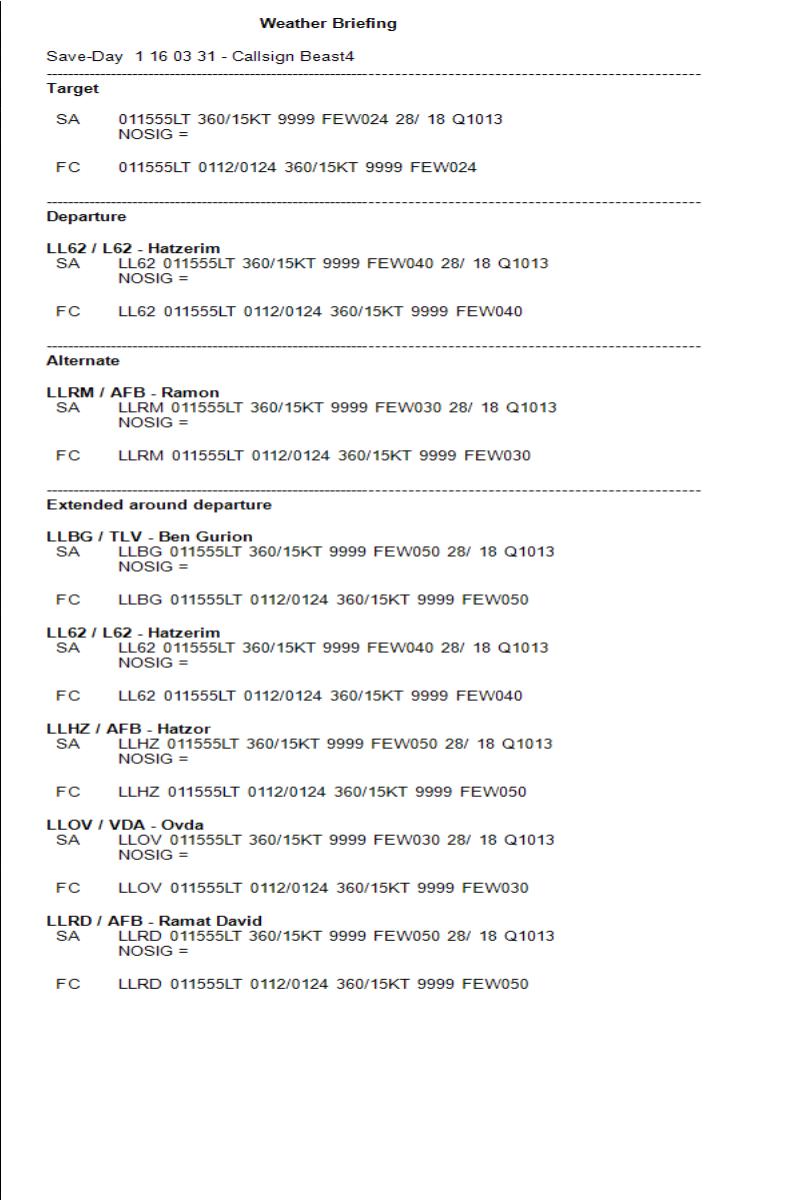 Weather Briefing
Save-Day 1 16 03 31 - Callsign Beast4
--------------------------------------------------------------------------------
Target
SA 011555LT 360/15KT 9999 FEW024 28/ 18 Q1013
NOSIG =
FC 011555LT 0112/0124 360/15KT 9999 FEW024
--------------------------------------------------------------------------------
Departure
LL62 / L62 - Hatzerim
SA LL62 011555LT 360/15KT 9999 FEW040 28/ 18 Q1013
NOSIG =
FC LL62 011555LT 0112/0124 360/15KT 9999 FEW040
--------------------------------------------------------------------------------
Alternate
LLRM / AFB - Ramon
SA LLRM 011555LT 360/15KT 9999 FEW030 28/ 18 Q1013
NOSIG =
FC LLRM 011555LT 0112/0124 360/15KT 9999 FEW030
--------------------------------------------------------------------------------
Extended around departure
LLBG / TLV - Ben Gurion
SA LLBG 011555LT 360/15KT 9999 FEW050 28/ 18 Q1013
NOSIG =
FC LLBG 011555LT 0112/0124 360/15KT 9999 FEW050
LL62 / L62 - Hatzerim
SA LL62 011555LT 360/15KT 9999 FEW040 28/ 18 Q1013
NOSIG =
FC LL62 011555LT 0112/0124 360/15KT 9999 FEW040
LLHZ / AFB - Hatzor
SA LLHZ 011555LT 360/15KT 9999 FEW050 28/ 18 Q1013
NOSIG =
FC LLHZ 011555LT 0112/0124 360/15KT 9999 FEW050
LLOV / VDA - Ovda
SA LLOV 011555LT 360/15KT 9999 FEW030 28/ 18 Q1013
NOSIG =
FC LLOV 011555LT 0112/0124 360/15KT 9999 FEW030
LLRD / AFB - Ramat David
SA LLRD 011555LT 360/15KT 9999 FEW050 28/ 18 Q1013
NOSIG =
FC LLRD 011555LT 0112/0124 360/15KT 9999 FEW050